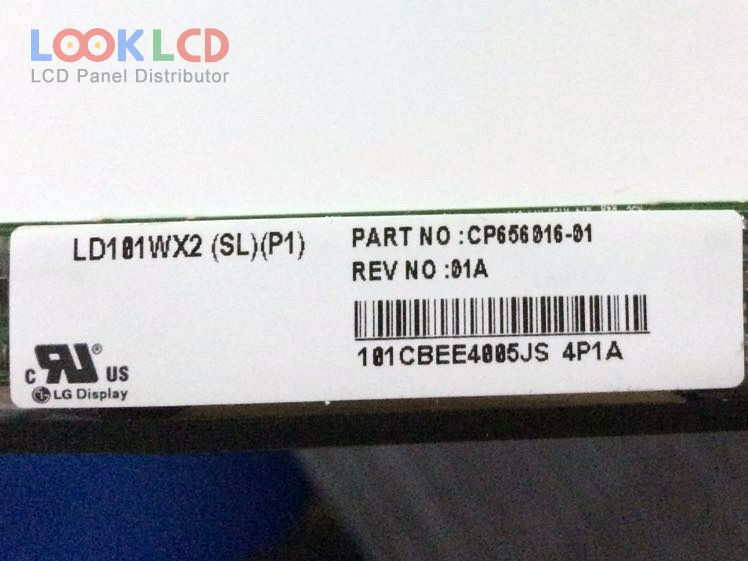 LOOKLCD
LCD Panel Distributor
LD101WX2 (SL)(P1)
PART NO :CP656016-01
REV NO :01A
101CBEE4005JS 4P1A
c RU ® US
LG Display